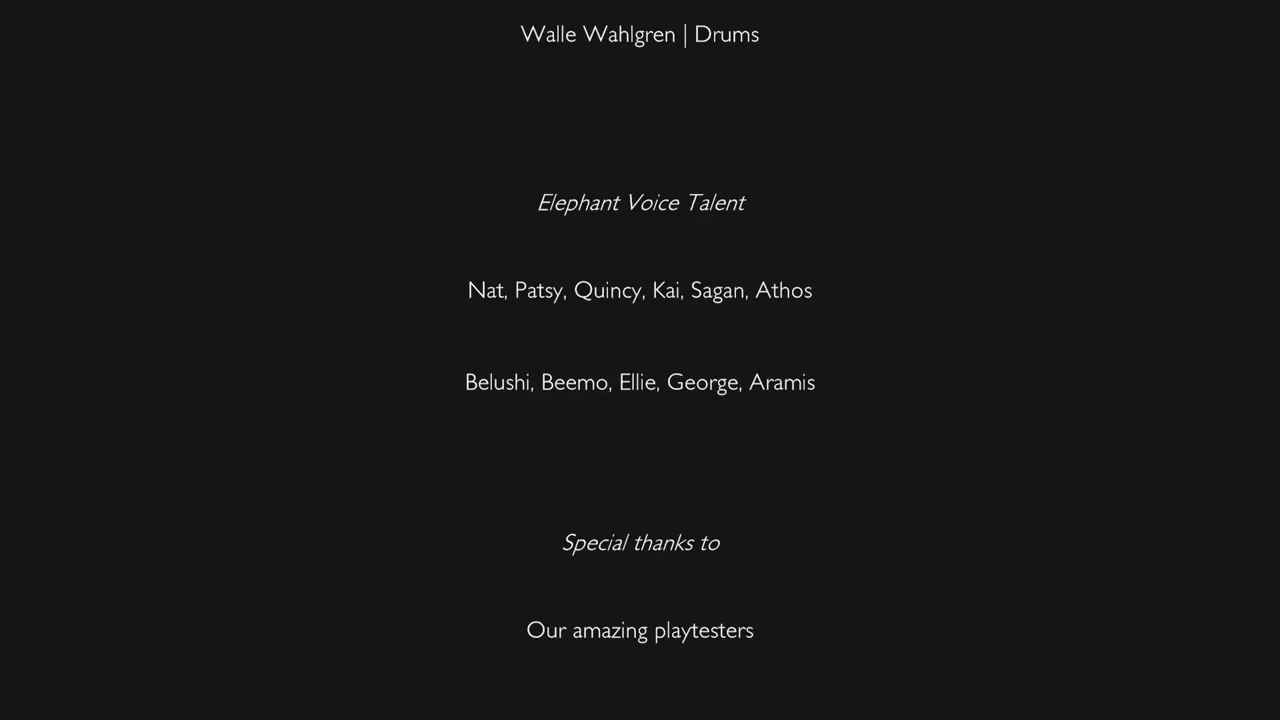 Walle Wahlgren | Drums
Elephant Voice Talent
Nat, Patsy, Quincy, Kai, Sagan, Athos
Belushi, Beemo, Ellie, George, Aramis
Special thanks to
Our amazing playtesters